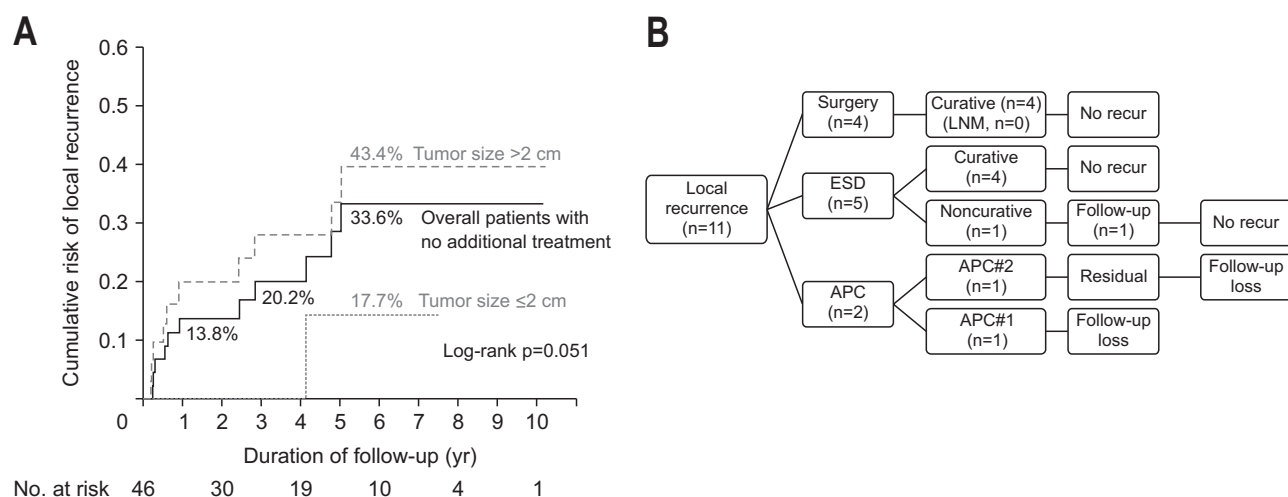 A
Cumulative risk of local recurrence
0.6
0.5
0.4
0.3
0.2
0.1
43.4% Tumor size >2 cm
33.6% Overall patients with
no additional treatment
20.2%
13.8%
17.7% Tumor size ≤2 cm
Log-rank p=0.051
0 1 2 3 4 5 6 7 8 9 10
Duration of follow-up (yr)
No. at risk 46 30 19 10 4 1
B
Local
recurrence
(n=11)
Surgery
(n=4)
Curative (n=4)
(LNM, n=0)
No recur
ESD
(n=5)
Curative
(n=4)
No recur
Noncurative
(n=1)
Follow-up
(n=1)
No recur
APC
(n=2)
APC#2
(n=1)
Residual
Follow-up
loss
APC#1
(n=1)
Follow-up
loss